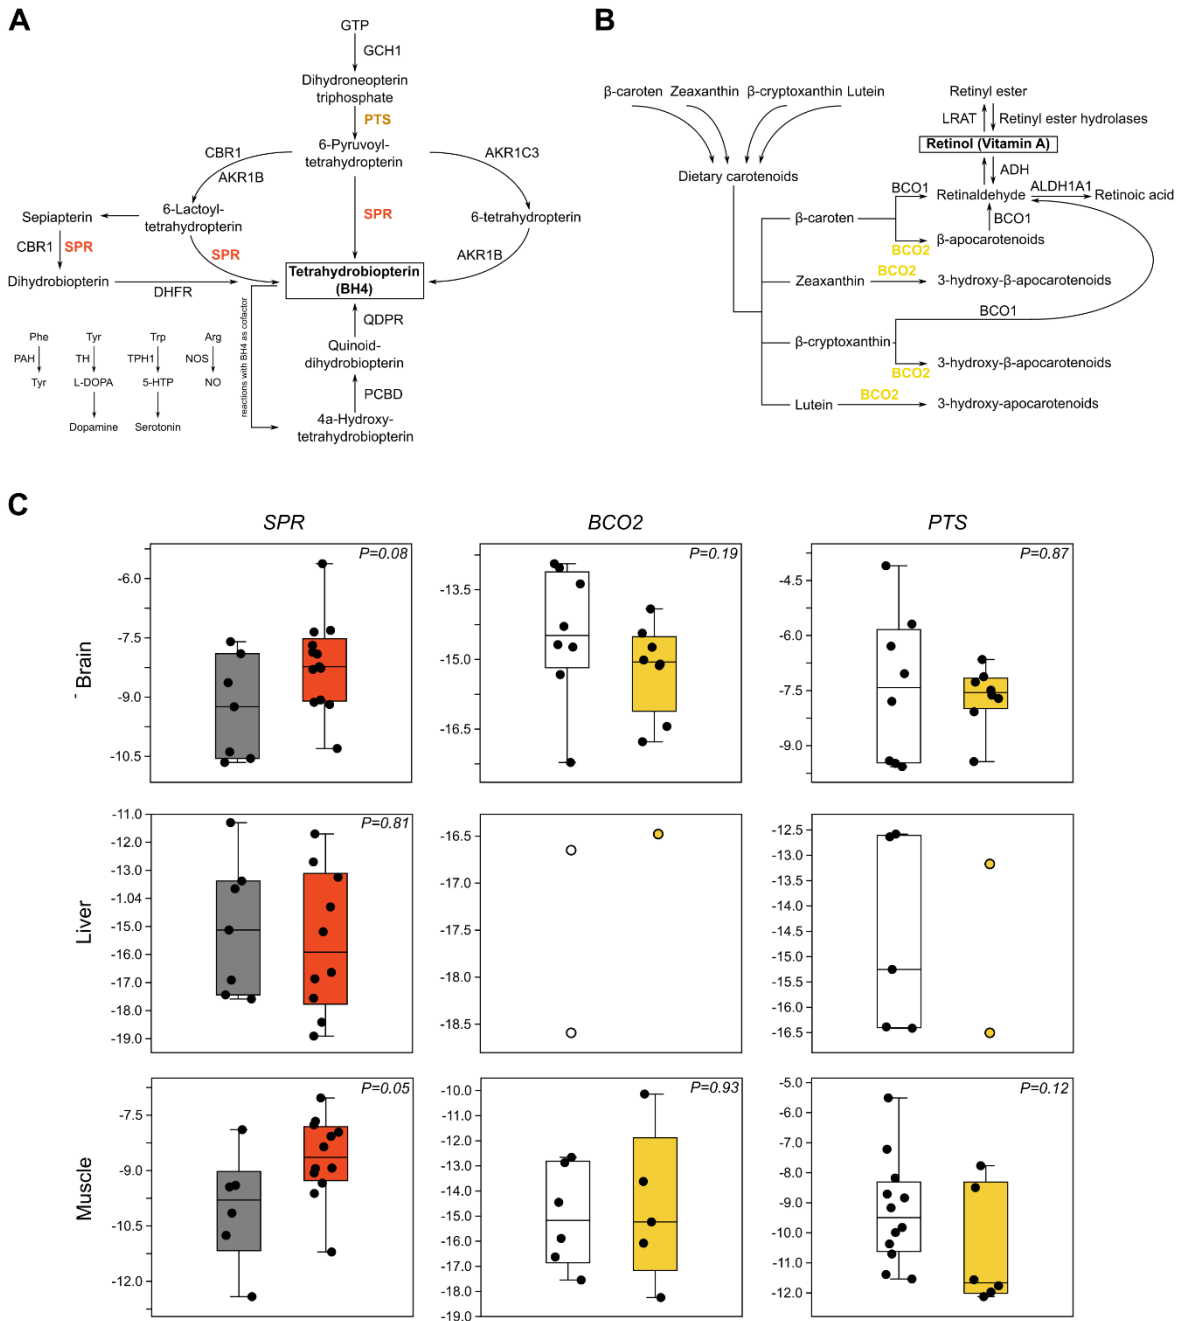 A
GTP
GCH1
Dihydroneopterin
triphosphate
PTS
6-Pyruvoyl-
tetrahydropterin
CBR1
AKR1B
AKR1C3
Sepiapterin
6-Lactoyl-
tetrahydropterin
SPR
6-tetrahydropterin
CBR1
SPR
SPR
AKR1B
Dihydrobiopterin
DHFR
Tetrahydrobiopterin
(BH4)
QDPR
Quinoid-
dihydrobiopterin
PCBD
4a-Hydroxy-
tetrahydrobiopterin
reactions with BH4 as cofactor
Phe
PAH
Tyr
Tyr
TH
L-DOPA
Dopamine
Trp
TPH1
5-HTP
Serotonin
Arg
NOS
NO
B
β-caroten
Zeaxanthin
β-cryptoxanthin
Lutein
Dietary carotenoids
Retinyl ester
LRAT
Retinyl ester hydrolases
Retinol (Vitamin A)
ADH
BCO1
Retinaldehyde
ALDH1A1
Retinoic acid
β-caroten
BCO1
BCO2
β-apocarotenoids
Zeaxanthin
BCO2
3-hydroxy-β-apocarotenoids
BCO1
β-cryptoxanthin
BCO2
3-hydroxy-β-apocarotenoids
Lutein
BCO2
3-hydroxy-apocarotenoids
C
SPR
BCO2
PTS
Brain
P=0.08
-6.0
-7.5
-9.0
-10.5
P=0.19
-13.5
-15.0
-16.5
P=0.87
-4.5
-6.0
-7.5
-9.0
Liver
P=0.81
-11.0
-13.0
-1.04
-15.0
-16.0
-17.0
-18.0
-19.0
-16.5
-17.0
-17.5
-18.0
-18.5
-12.5
-13.0
-13.5
-14.0
-14.5
-15.0
-15.5
-16.0
-16.5
Muscle
P=0.05
-7.5
-9.0
-10.5
-12.0
P=0.93
-10.0
-11.0
-12.0
-13.0
-14.0
-15.0
-16.0
-17.0
-18.0
-19.0
P=0.12
-5.0
-6.0
-7.0
-8.0
-9.0
-10.0
-11.0
-12.0